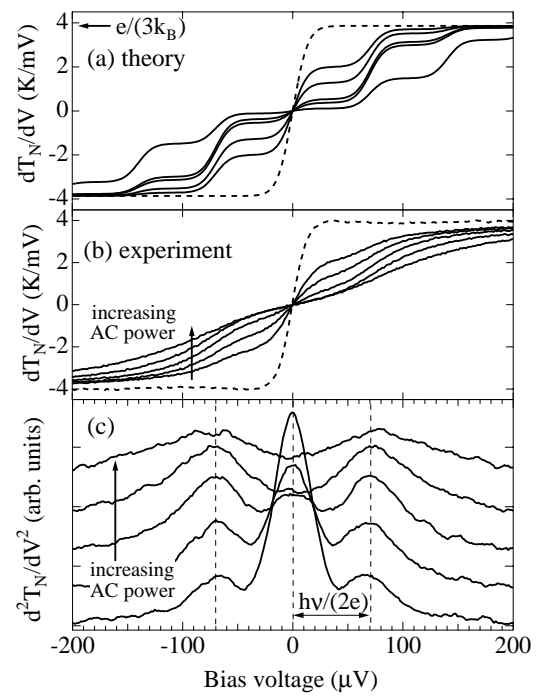 4
e/(3k_B)
(a) theory
2
0
-2
-4
dT_N/dV (K/mV)
4
(b) experiment
2
0
increasing
AC power
-2
-4
dT_N/dV (K/mV)
(c)
increasing
AC power
hν/(2e)
d²T_N/dV² (arb. units)
-200 -100 0 100 200
Bias voltage (μV)